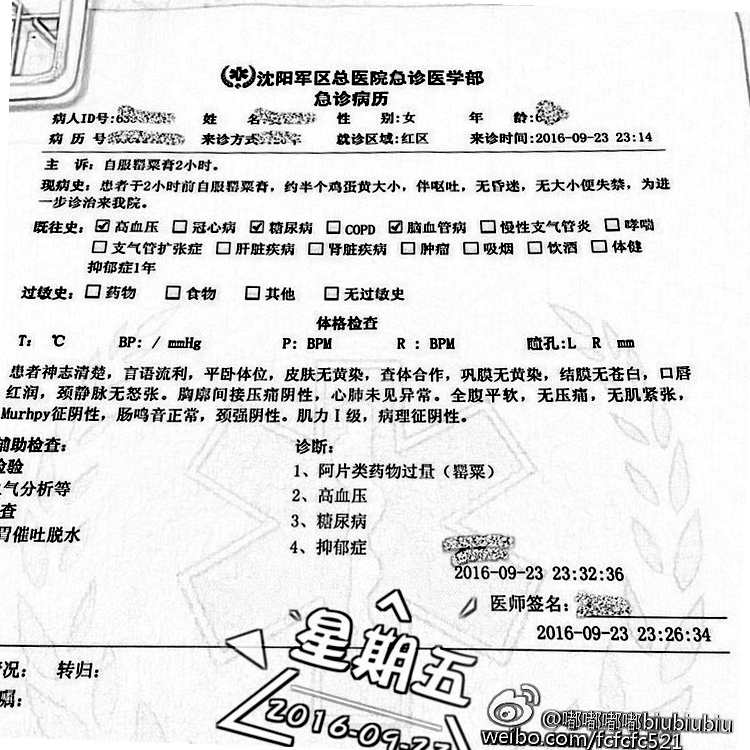 沈阳军区总医院急诊医学部
急诊病历
病人ID号: 姓 名: 性 别:女 年 龄:
病 历 号: 来诊方式: 就诊区域:红区 来诊时间:2016-09-23 23:14
主 诉：自服罂粟膏2小时。
现病史：患者于2小时前自服罂粟膏，约半个鸡蛋黄大小，伴呕吐，无昏迷，无大小便失禁，为进
一步诊治来我院。
既往史：☑高血压 □冠心病 ☑糖尿病 □COPD ☑脑血管病 □慢性支气管炎 □哮喘
□支气管扩张症 □肝脏疾病 □肾脏疾病 □肿瘤 □吸烟 □饮酒 □体健
抑郁症1年
过敏史：□药物 □食物 □其他 □无过敏史
体格检查
T: ℃ BP: / mmHg P: BPM R : BPM 瞳孔:L R mm
患者神志清楚，言语流利，平卧体位，皮肤无黄染，查体合作，巩膜无黄染，结膜无苍白，口唇
红润，颈静脉无怒张。胸廓间接压痛阴性，心肺未见异常。全腹平软，无压痛，无肌紧张，
Murhpy征阴性，肠鸣音正常，颈强阴性。肌力Ⅰ级，病理征阴性。
辅助检查： 诊断：
检验 1、阿片类药物过量（罂粟）
气分析等 2、高血压
查 3、糖尿病
胃催吐脱水 4、抑郁症
2016-09-23 23:32:36
医师签名：
2016-09-23 23:26:34
星期五
情况： 转归：
嘱：
2016-09-23
@嘟嘟嘟嘟biubiubiu
weibo.com/fcfcfc521